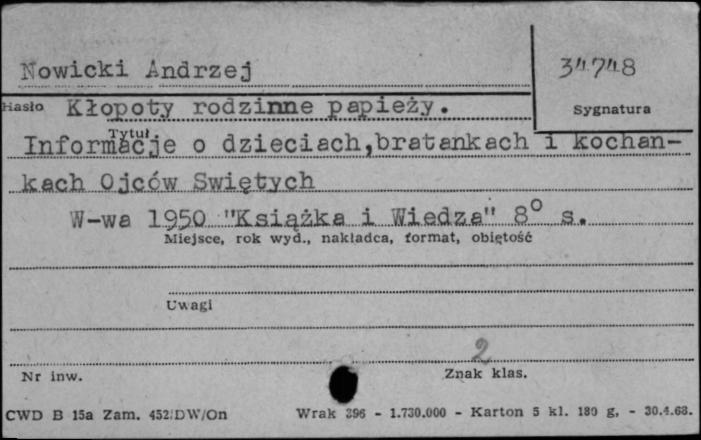 Nowicki Andrzej
34748
Hasło Kłopoty rodzinne papieży.
Sygnatura
Tytuł
Informacje o dzieciach,bratankach i kochan-
kach Ojców Swiętych
W-wa 1950 "Książka i Wiedza" 8° s.
Miejsce, rok wyd., nakładca, format, objętość
Uwagi
2
Nr inw.
Znak klas.
CWD B 15a Zam. 452/DW/On Wrak 396 - 1.730.000 - Karton 5 kl. 180 g, - 30.4.68.